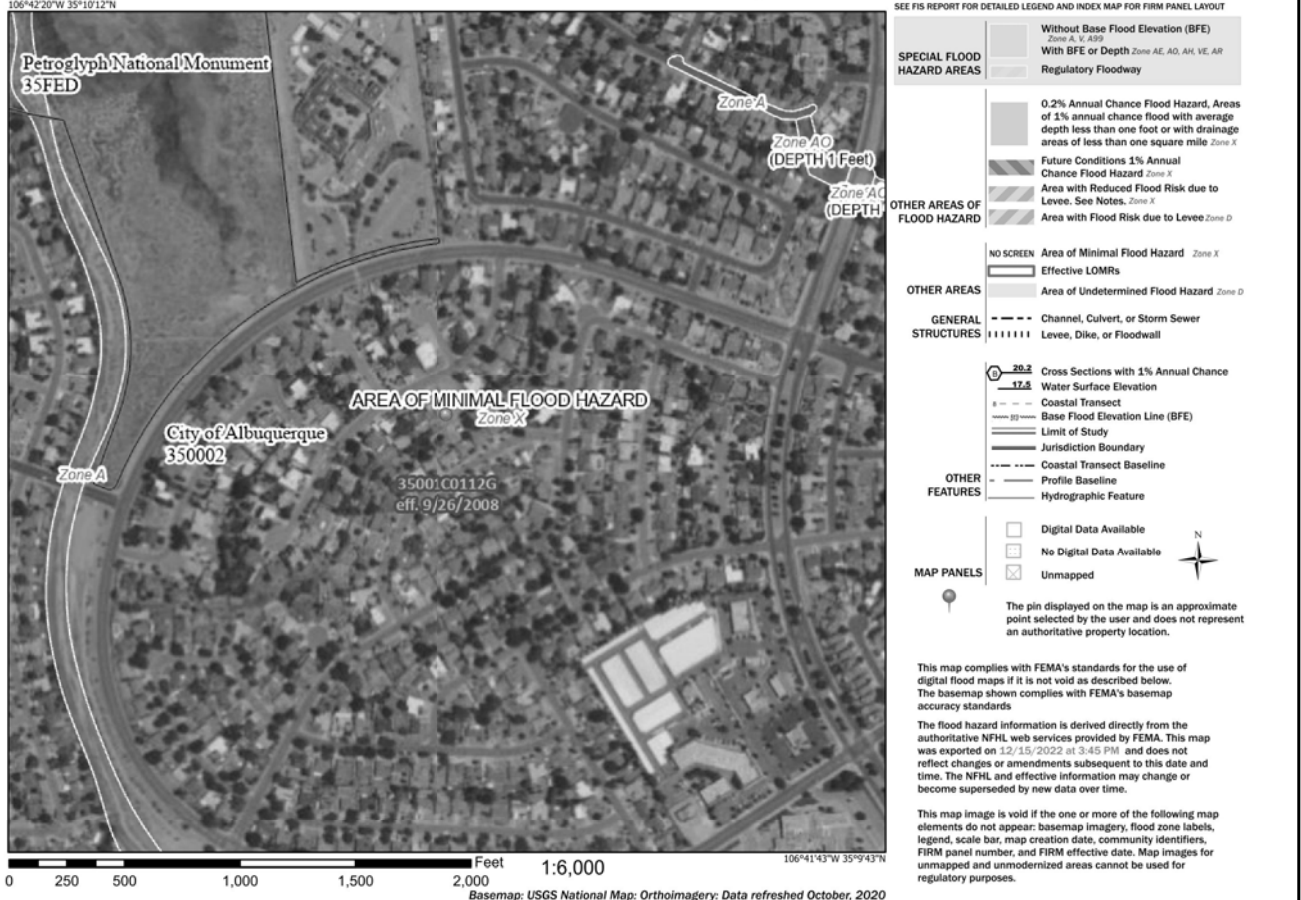 106°42'20"W 35°10'12"N
Petroglyph National Monument
35FED
Zone A
Zone AO
(DEPTH 1 Feet)
Zone AO
(DEPTH
AREA OF MINIMAL FLOOD HAZARD
Zone X
City of Albuquerque
350002
Zone A
35001C0112G
eff. 9/26/2008
106°41'43"W 35°9'43"N
Feet
1:6,000
0 250 500 1,000 1,500 2,000
Basemap: USGS National Map: Orthoimagery: Data refreshed October, 2020
SEE FIS REPORT FOR DETAILED LEGEND AND INDEX MAP FOR FIRM PANEL LAYOUT
SPECIAL FLOOD
HAZARD AREAS
Without Base Flood Elevation (BFE)
Zone A, V, A99
With BFE or Depth Zone AE, AO, AH, VE, AR
Regulatory Floodway
OTHER AREAS OF
FLOOD HAZARD
0.2% Annual Chance Flood Hazard, Areas
of 1% annual chance flood with average
depth less than one foot or with drainage
areas of less than one square mile Zone X
Future Conditions 1% Annual
Chance Flood Hazard Zone X
Area with Reduced Flood Risk due to
Levee. See Notes. Zone X
Area with Flood Risk due to Levee Zone D
OTHER AREAS
NO SCREEN Area of Minimal Flood Hazard Zone X
Effective LOMRs
Area of Undetermined Flood Hazard Zone D
GENERAL
STRUCTURES
Channel, Culvert, or Storm Sewer
Levee, Dike, or Floodwall
OTHER
FEATURES
B 20.2 Cross Sections with 1% Annual Chance
17.5 Water Surface Elevation
8 Coastal Transect
513 Base Flood Elevation Line (BFE)
Limit of Study
Jurisdiction Boundary
Coastal Transect Baseline
Profile Baseline
Hydrographic Feature
MAP PANELS
Digital Data Available
No Digital Data Available
Unmapped
N
The pin displayed on the map is an approximate
point selected by the user and does not represent
an authoritative property location.
This map complies with FEMA's standards for the use of
digital flood maps if it is not void as described below.
The basemap shown complies with FEMA's basemap
accuracy standards
The flood hazard information is derived directly from the
authoritative NFHL web services provided by FEMA. This map
was exported on 12/15/2022 at 3:45 PM and does not
reflect changes or amendments subsequent to this date and
time. The NFHL and effective information may change or
become superseded by new data over time.
This map image is void if the one or more of the following map
elements do not appear: basemap imagery, flood zone labels,
legend, scale bar, map creation date, community identifiers,
FIRM panel number, and FIRM effective date. Map images for
unmapped and unmodernized areas cannot be used for
regulatory purposes.